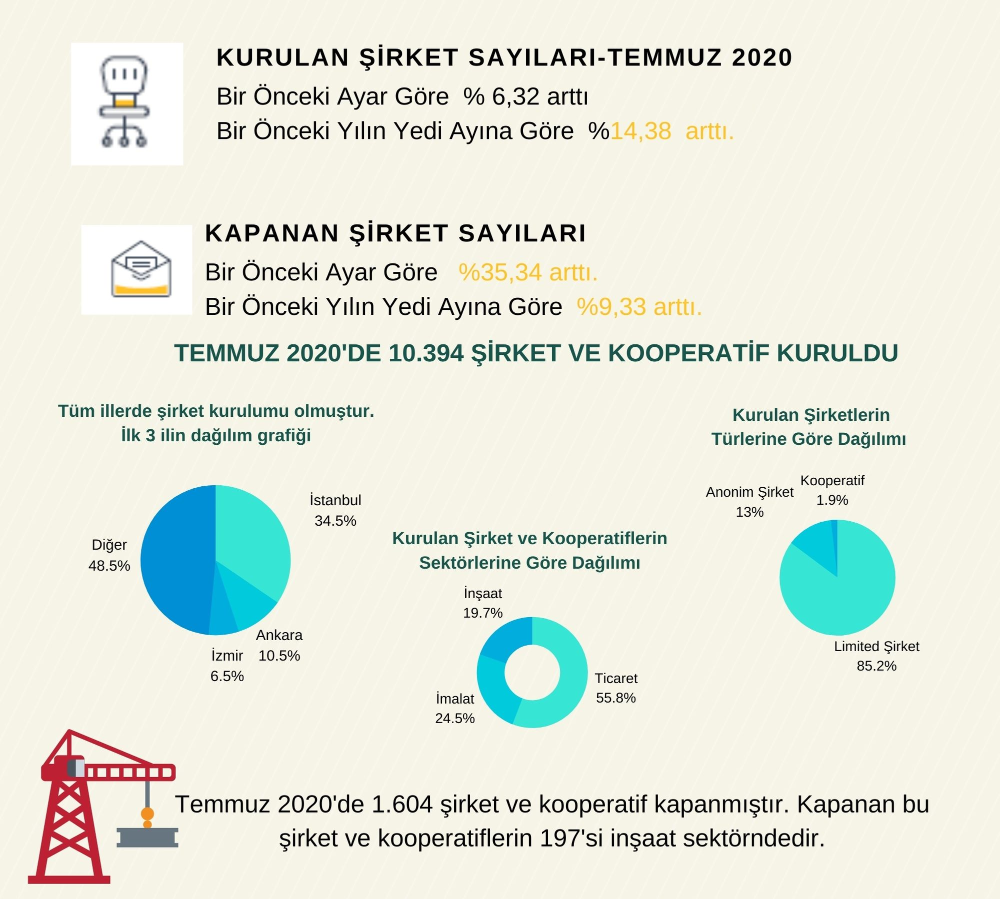 KURULAN ŞİRKET SAYILARI-TEMMUZ 2020
Bir Önceki Ayar Göre % 6,32 arttı
Bir Önceki Yılın Yedi Ayına Göre %14,38 arttı.
KAPANAN ŞİRKET SAYILARI
Bir Önceki Ayar Göre %35,34 arttı.
Bir Önceki Yılın Yedi Ayına Göre %9,33 arttı.
TEMMUZ 2020'DE 10.394 ŞİRKET VE KOOPERATİF KURULDU
Tüm illerde şirket kurulumu olmuştur.
İlk 3 ilin dağılım grafiği
İstanbul
34.5%
Diğer
48.5%
Ankara
10.5%
İzmir
6.5%
Kurulan Şirket ve Kooperatiflerin
Sektörlerine Göre Dağılımı
İnşaat
19.7%
Ticaret
55.8%
İmalat
24.5%
Kurulan Şirketlerin
Türlerine Göre Dağılımı
Kooperatif
1.9%
Anonim Şirket
13%
Limited Şirket
85.2%
Temmuz 2020'de 1.604 şirket ve kooperatif kapanmıştır. Kapanan bu
şirket ve kooperatiflerin 197'si inşaat sektörndedir.